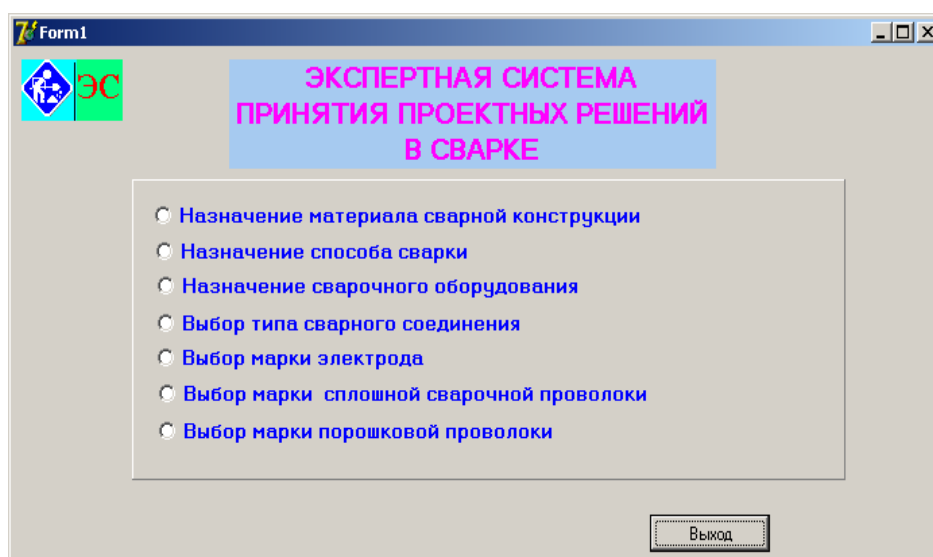 Form1
ЭС
ЭКСПЕРТНАЯ СИСТЕМА
ПРИНЯТИЯ ПРОЕКТНЫХ РЕШЕНИЙ
В СВАРКЕ
Назначение материала сварной конструкции
Назначение способа сварки
Назначение сварочного оборудования
Выбор типа сварного соединения
Выбор марки электрода
Выбор марки сплошной сварочной проволоки
Выбор марки порошковой проволоки
Выход